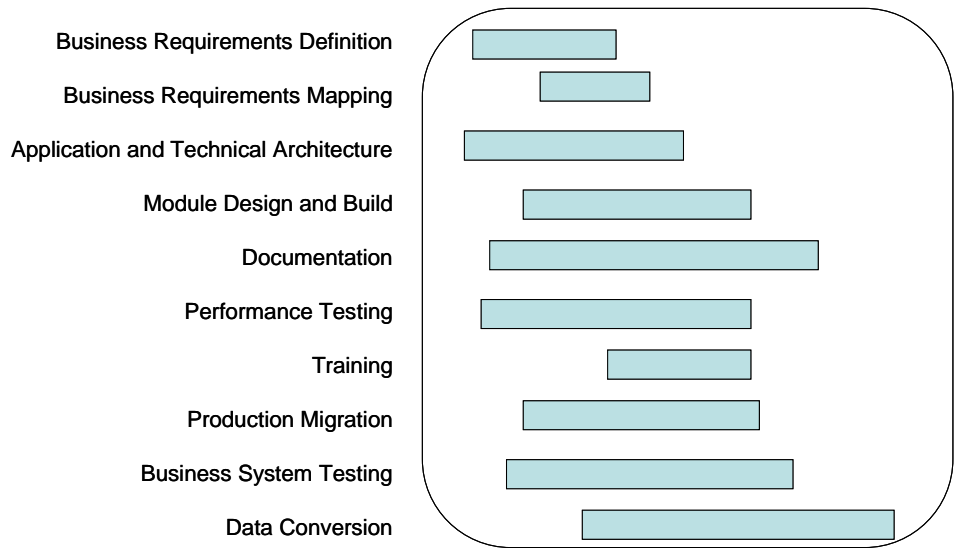 Business Requirements Definition
Business Requirements Mapping
Application and Technical Architecture
Module Design and Build
Documentation
Performance Testing
Training
Production Migration
Business System Testing
Data Conversion